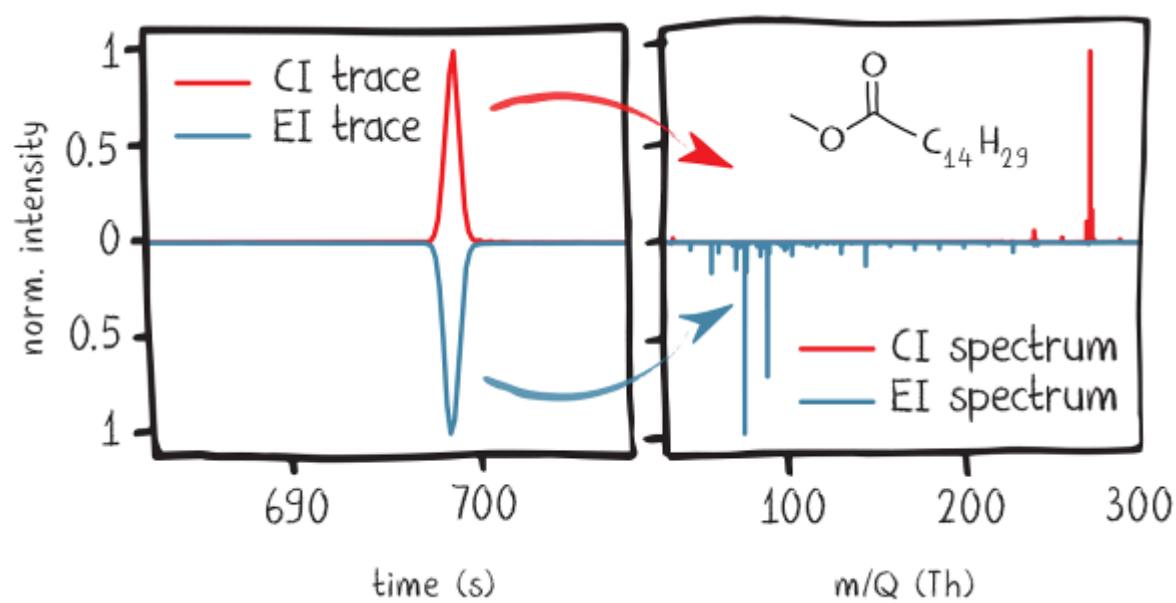 norm. intensity
1
0.5
0
0.5
1
CI trace
EI trace
690
700
time (s)
O
O
C₁₄H₂₉
CI spectrum
EI spectrum
100
200
300
m/Q (Th)